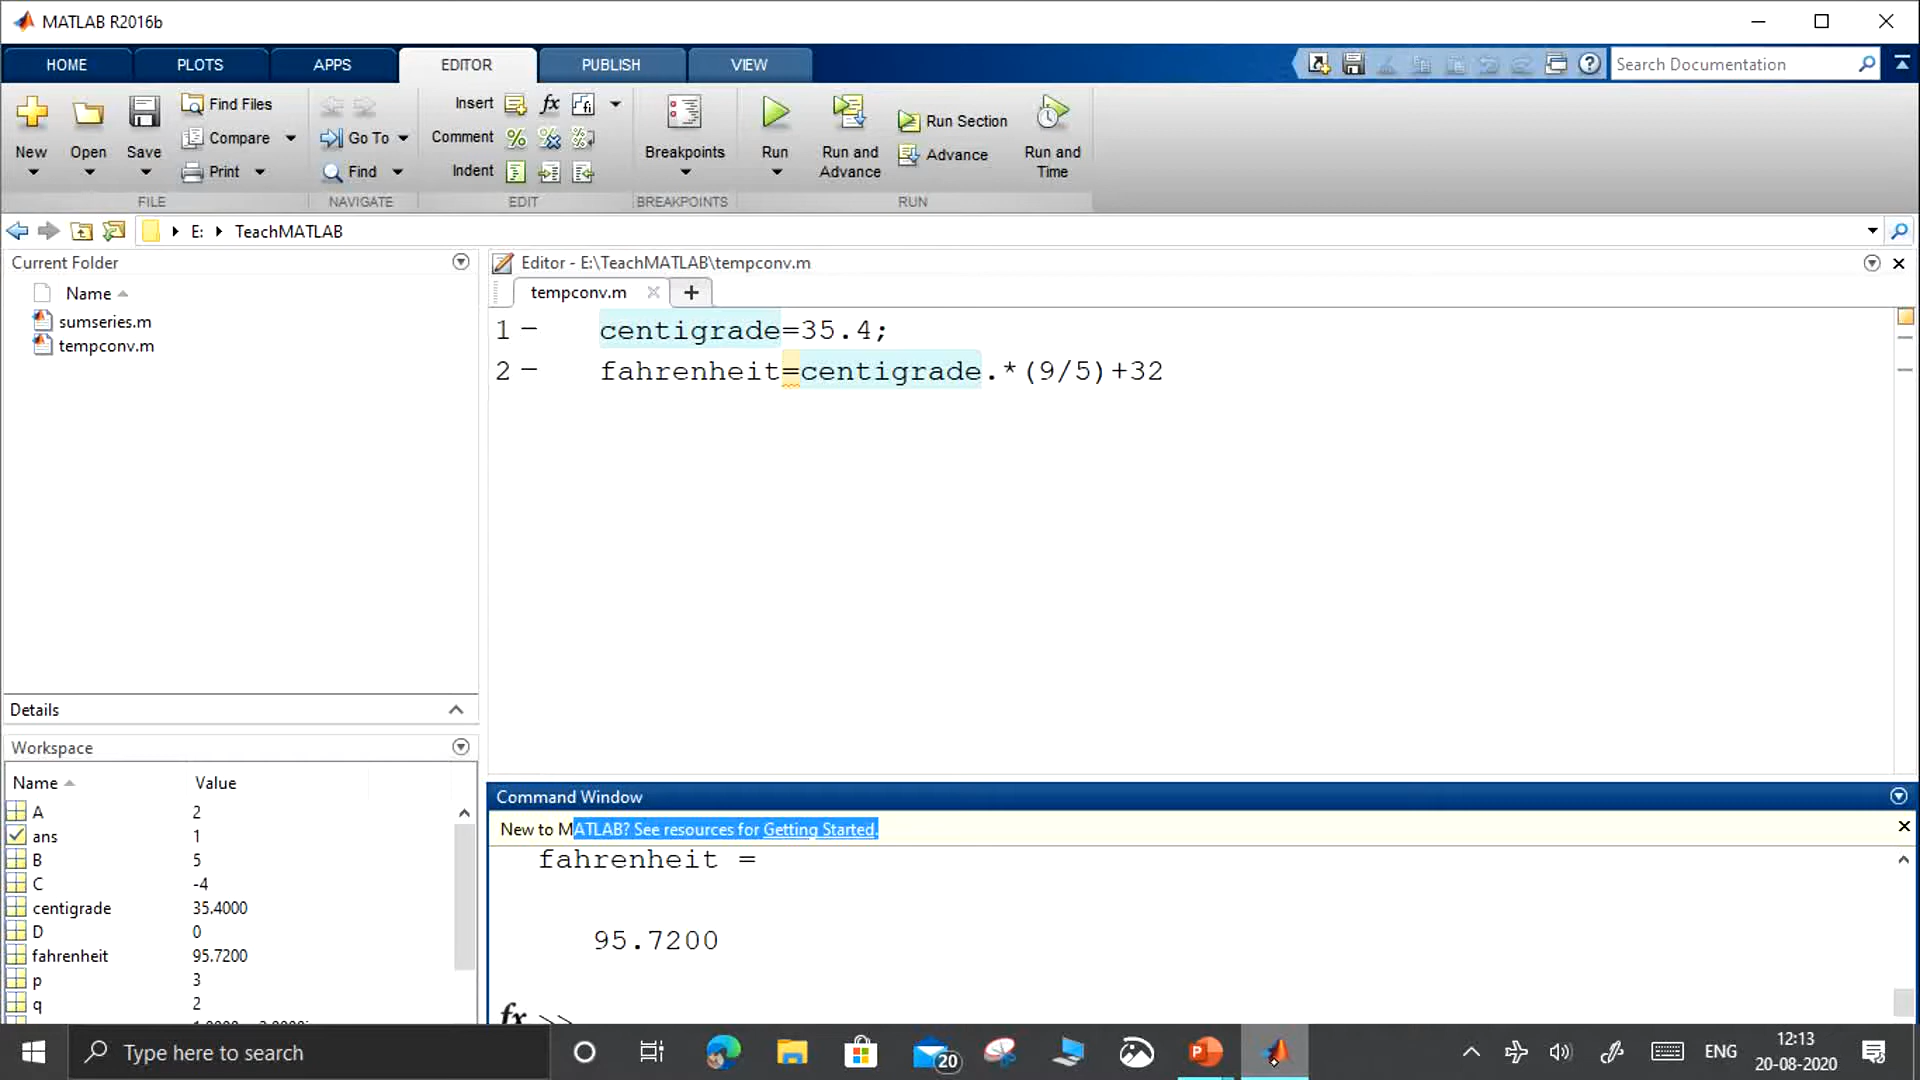 MATLAB R2016b
HOME PLOTS APPS EDITOR PUBLISH VIEW
Search Documentation
New Open Save Find Files Compare Print
Go To Find
Insert fx fi
Comment % % %
Indent
Breakpoints
Run Run and Advance Run Section Advance Run and Time
FILE NAVIGATE EDIT BREAKPOINTS RUN
E: TeachMATLAB
Current Folder
Name
sumseries.m
tempconv.m
Details
Workspace
Name Value
A 2
ans 1
B 5
C -4
centigrade 35.4000
D 0
fahrenheit 95.7200
p 3
q 2
Editor - E:\TeachMATLAB\tempconv.m
tempconv.m
1 - centigrade=35.4;
2 - fahrenheit=centigrade.*(9/5)+32
Command Window
New to MATLAB? See resources for Getting Started.
fahrenheit =
95.7200
fx >>
Type here to search
20
ENG
12:13
20-08-2020